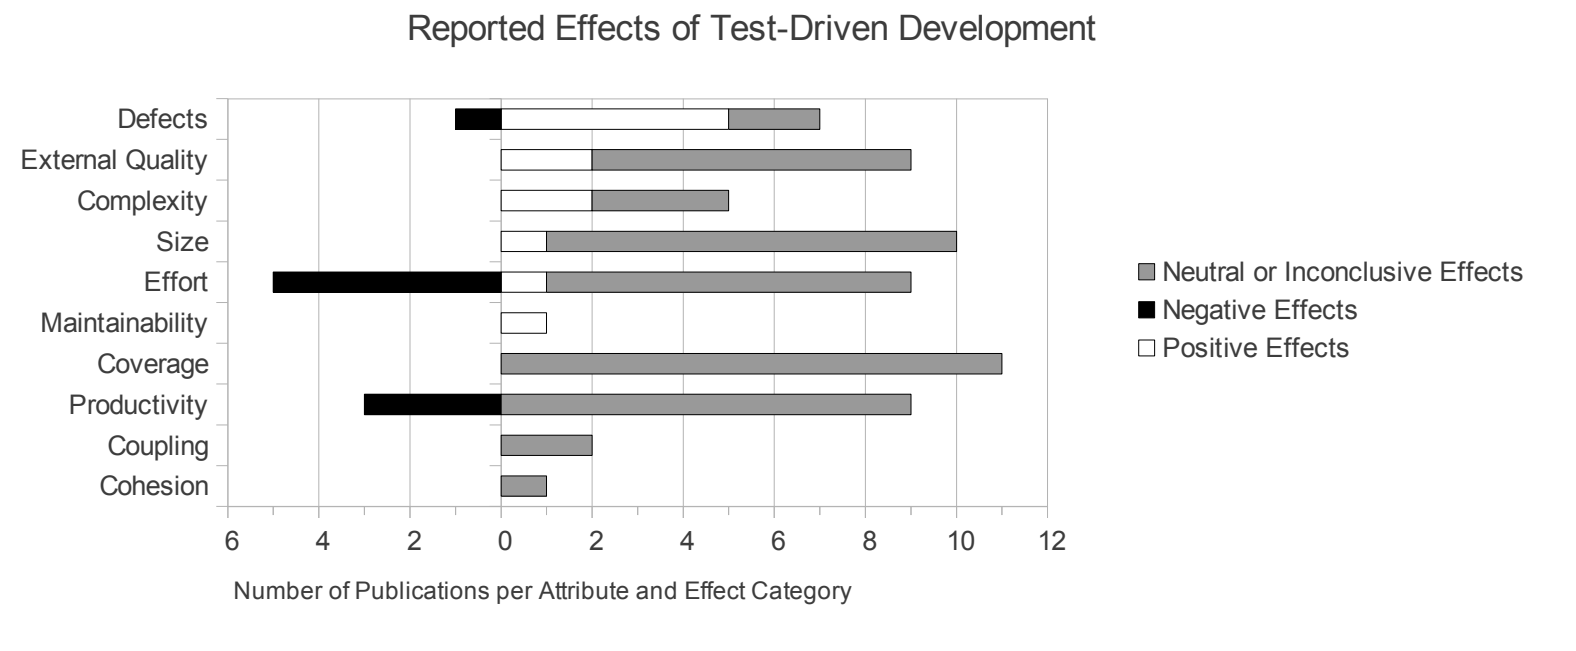 Reported Effects of Test-Driven Development
Defects
External Quality
Complexity
Size
Effort
Maintainability
Coverage
Productivity
Coupling
Cohesion
6 4 2 0 2 4 6 8 10 12
Number of Publications per Attribute and Effect Category
Neutral or Inconclusive Effects
Negative Effects
Positive Effects